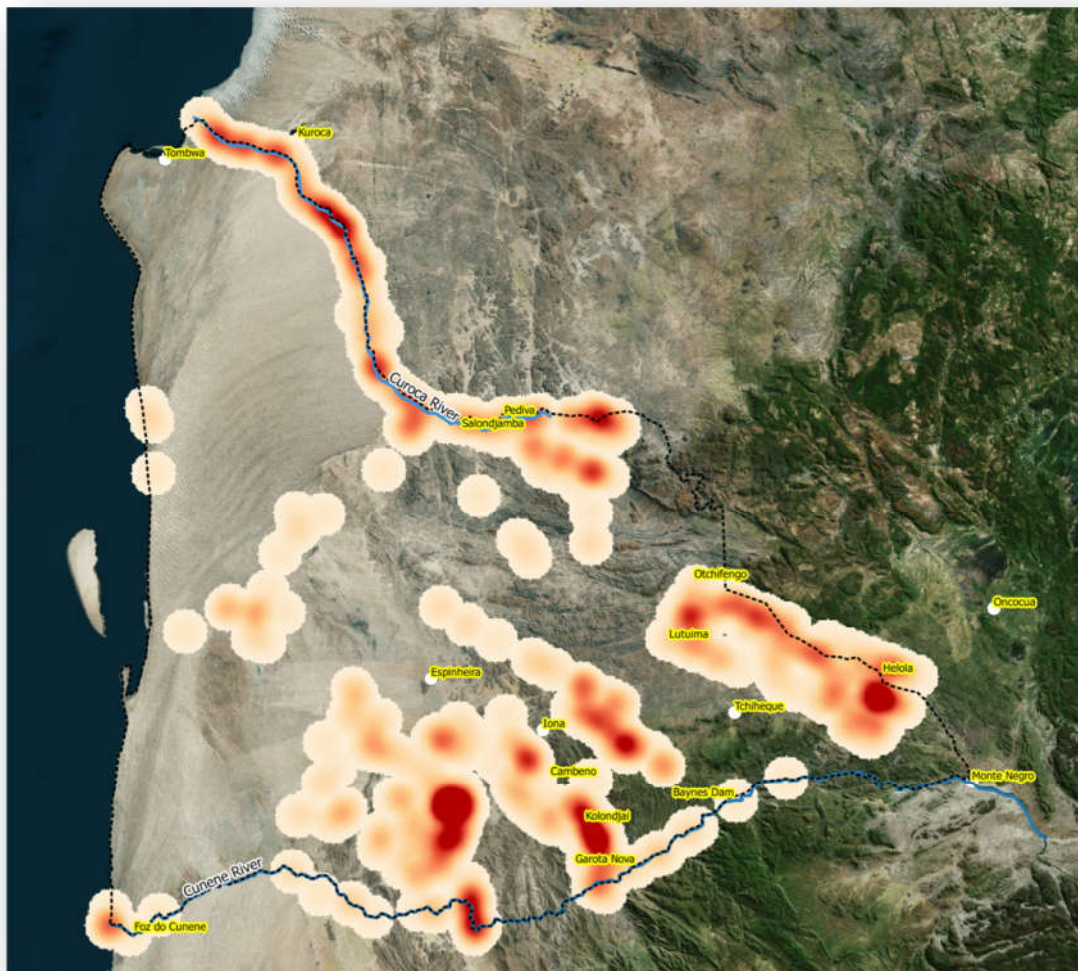 Kuroca
Tombwa
Curoca River
Pediva
Salondjamba
Otchifengo
Oncocua
Lutuima
Helola
Espinheira
Tchiheque
Iona
Cambeno
Monte Negro
Baynes Dam
Kolondjai
Garota Nova
Cunene River
Foz do Cunene